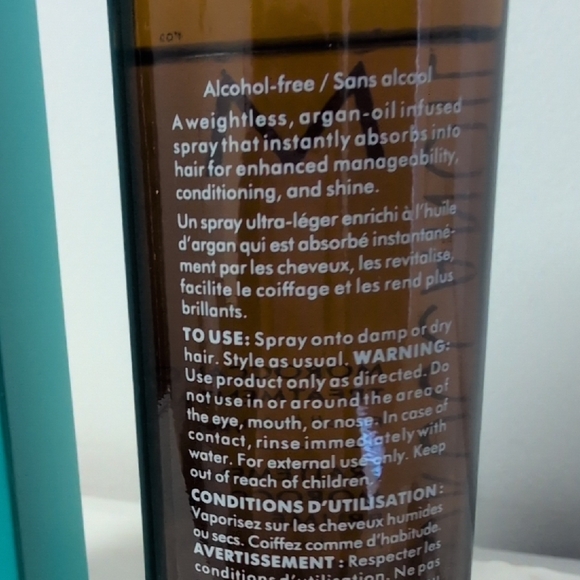 Alcohol-free / Sans alcool
A weightless, argan-oil infused
spray that instantly absorbs into
hair for enhanced manageability,
conditioning, and shine.
Un spray ultra-léger enrichi à l'huile
d'argan qui est absorbé instantané-
ment par les cheveux, les revitalise,
facilite le coiffage et les rend plus
brillants.
TO USE: Spray onto damp or dry
hair. Style as usual. WARNING:
Use product only as directed. Do
not use in or around the area of
the eye, mouth, or nose. In case of
contact, rinse immediately with
water. For external use only. Keep
out of reach of children.
CONDITIONS D'UTILISATION:
Vaporisez sur les cheveux humides
ou secs. Coiffez comme d'habitude.
AVERTISSEMENT : Respecter les
conditions d'utilisation. Ne pas